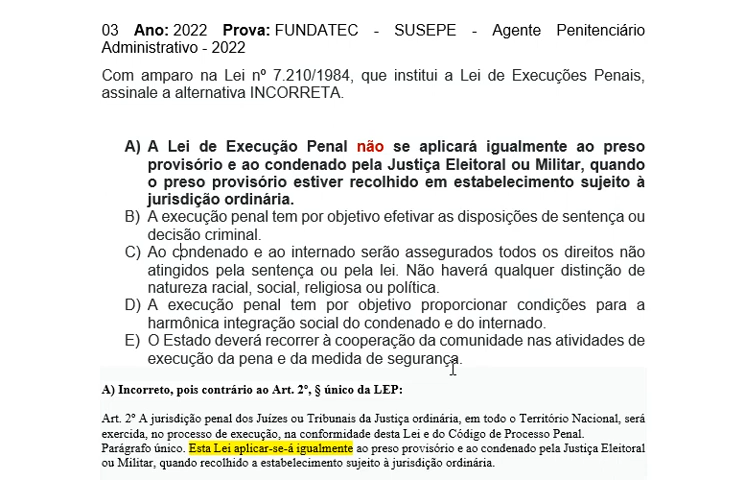 03 Ano: 2022 Prova: FUNDATEC - SUSEPE - Agente Penitenciário
Administrativo - 2022
Com amparo na Lei nº 7.210/1984, que institui a Lei de Execuções Penais,
assinale a alternativa INCORRETA.
A) A Lei de Execução Penal não se aplicará igualmente ao preso
provisório e ao condenado pela Justiça Eleitoral ou Militar, quando
o preso provisório estiver recolhido em estabelecimento sujeito à
jurisdição ordinária.
B) A execução penal tem por objetivo efetivar as disposições de sentença ou
decisão criminal.
C) Ao condenado e ao internado serão assegurados todos os direitos não
atingidos pela sentença ou pela lei. Não haverá qualquer distinção de
natureza racial, social, religiosa ou política.
D) A execução penal tem por objetivo proporcionar condições para a
harmônica integração social do condenado e do internado.
E) O Estado deverá recorrer à cooperação da comunidade nas atividades de
execução da pena e da medida de segurança.
A) Incorreto, pois contrário ao Art. 2º, § único da LEP:
Art. 2º A jurisdição penal dos Juízes ou Tribunais da Justiça ordinária, em todo o Território Nacional, será
exercida, no processo de execução, na conformidade desta Lei e do Código de Processo Penal.
Parágrafo único. Esta Lei aplicar-se-á igualmente ao preso provisório e ao condenado pela Justiça Eleitoral
ou Militar, quando recolhido a estabelecimento sujeito à jurisdição ordinária.